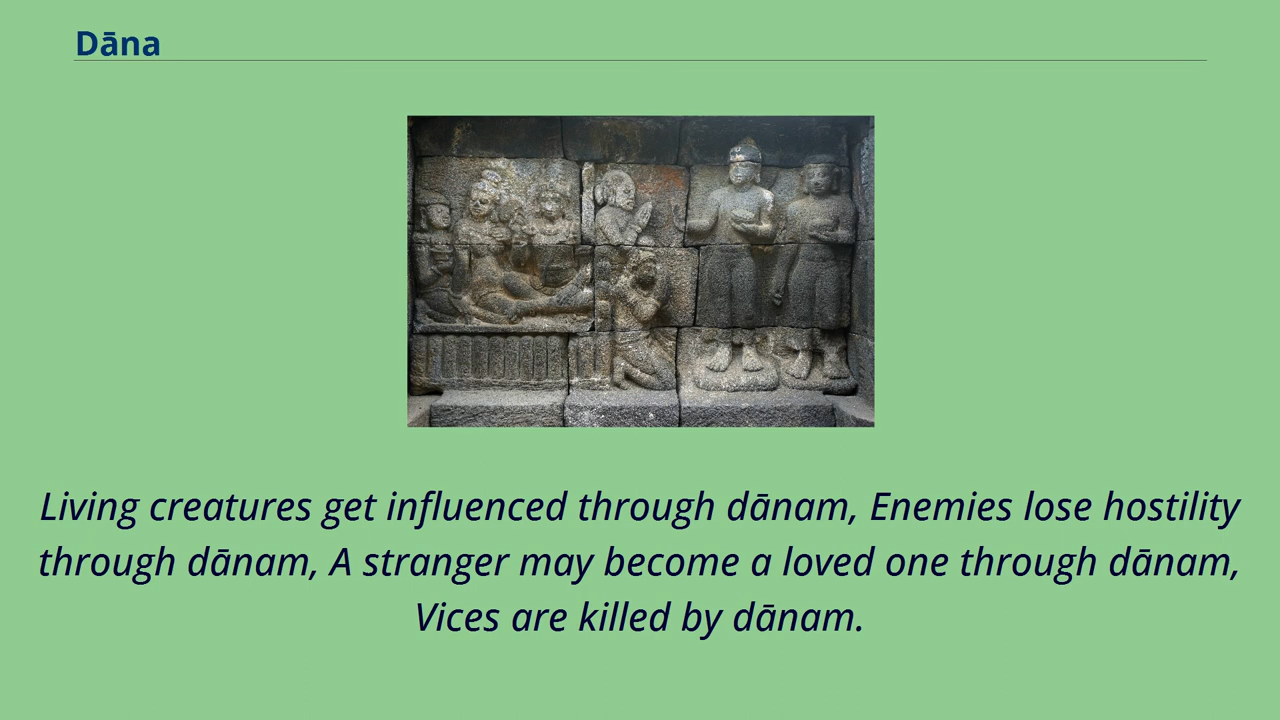 Dāna
Living creatures get influenced through dānam, Enemies lose hostility
through dānam, A stranger may become a loved one through dānam,
Vices are killed by dānam.